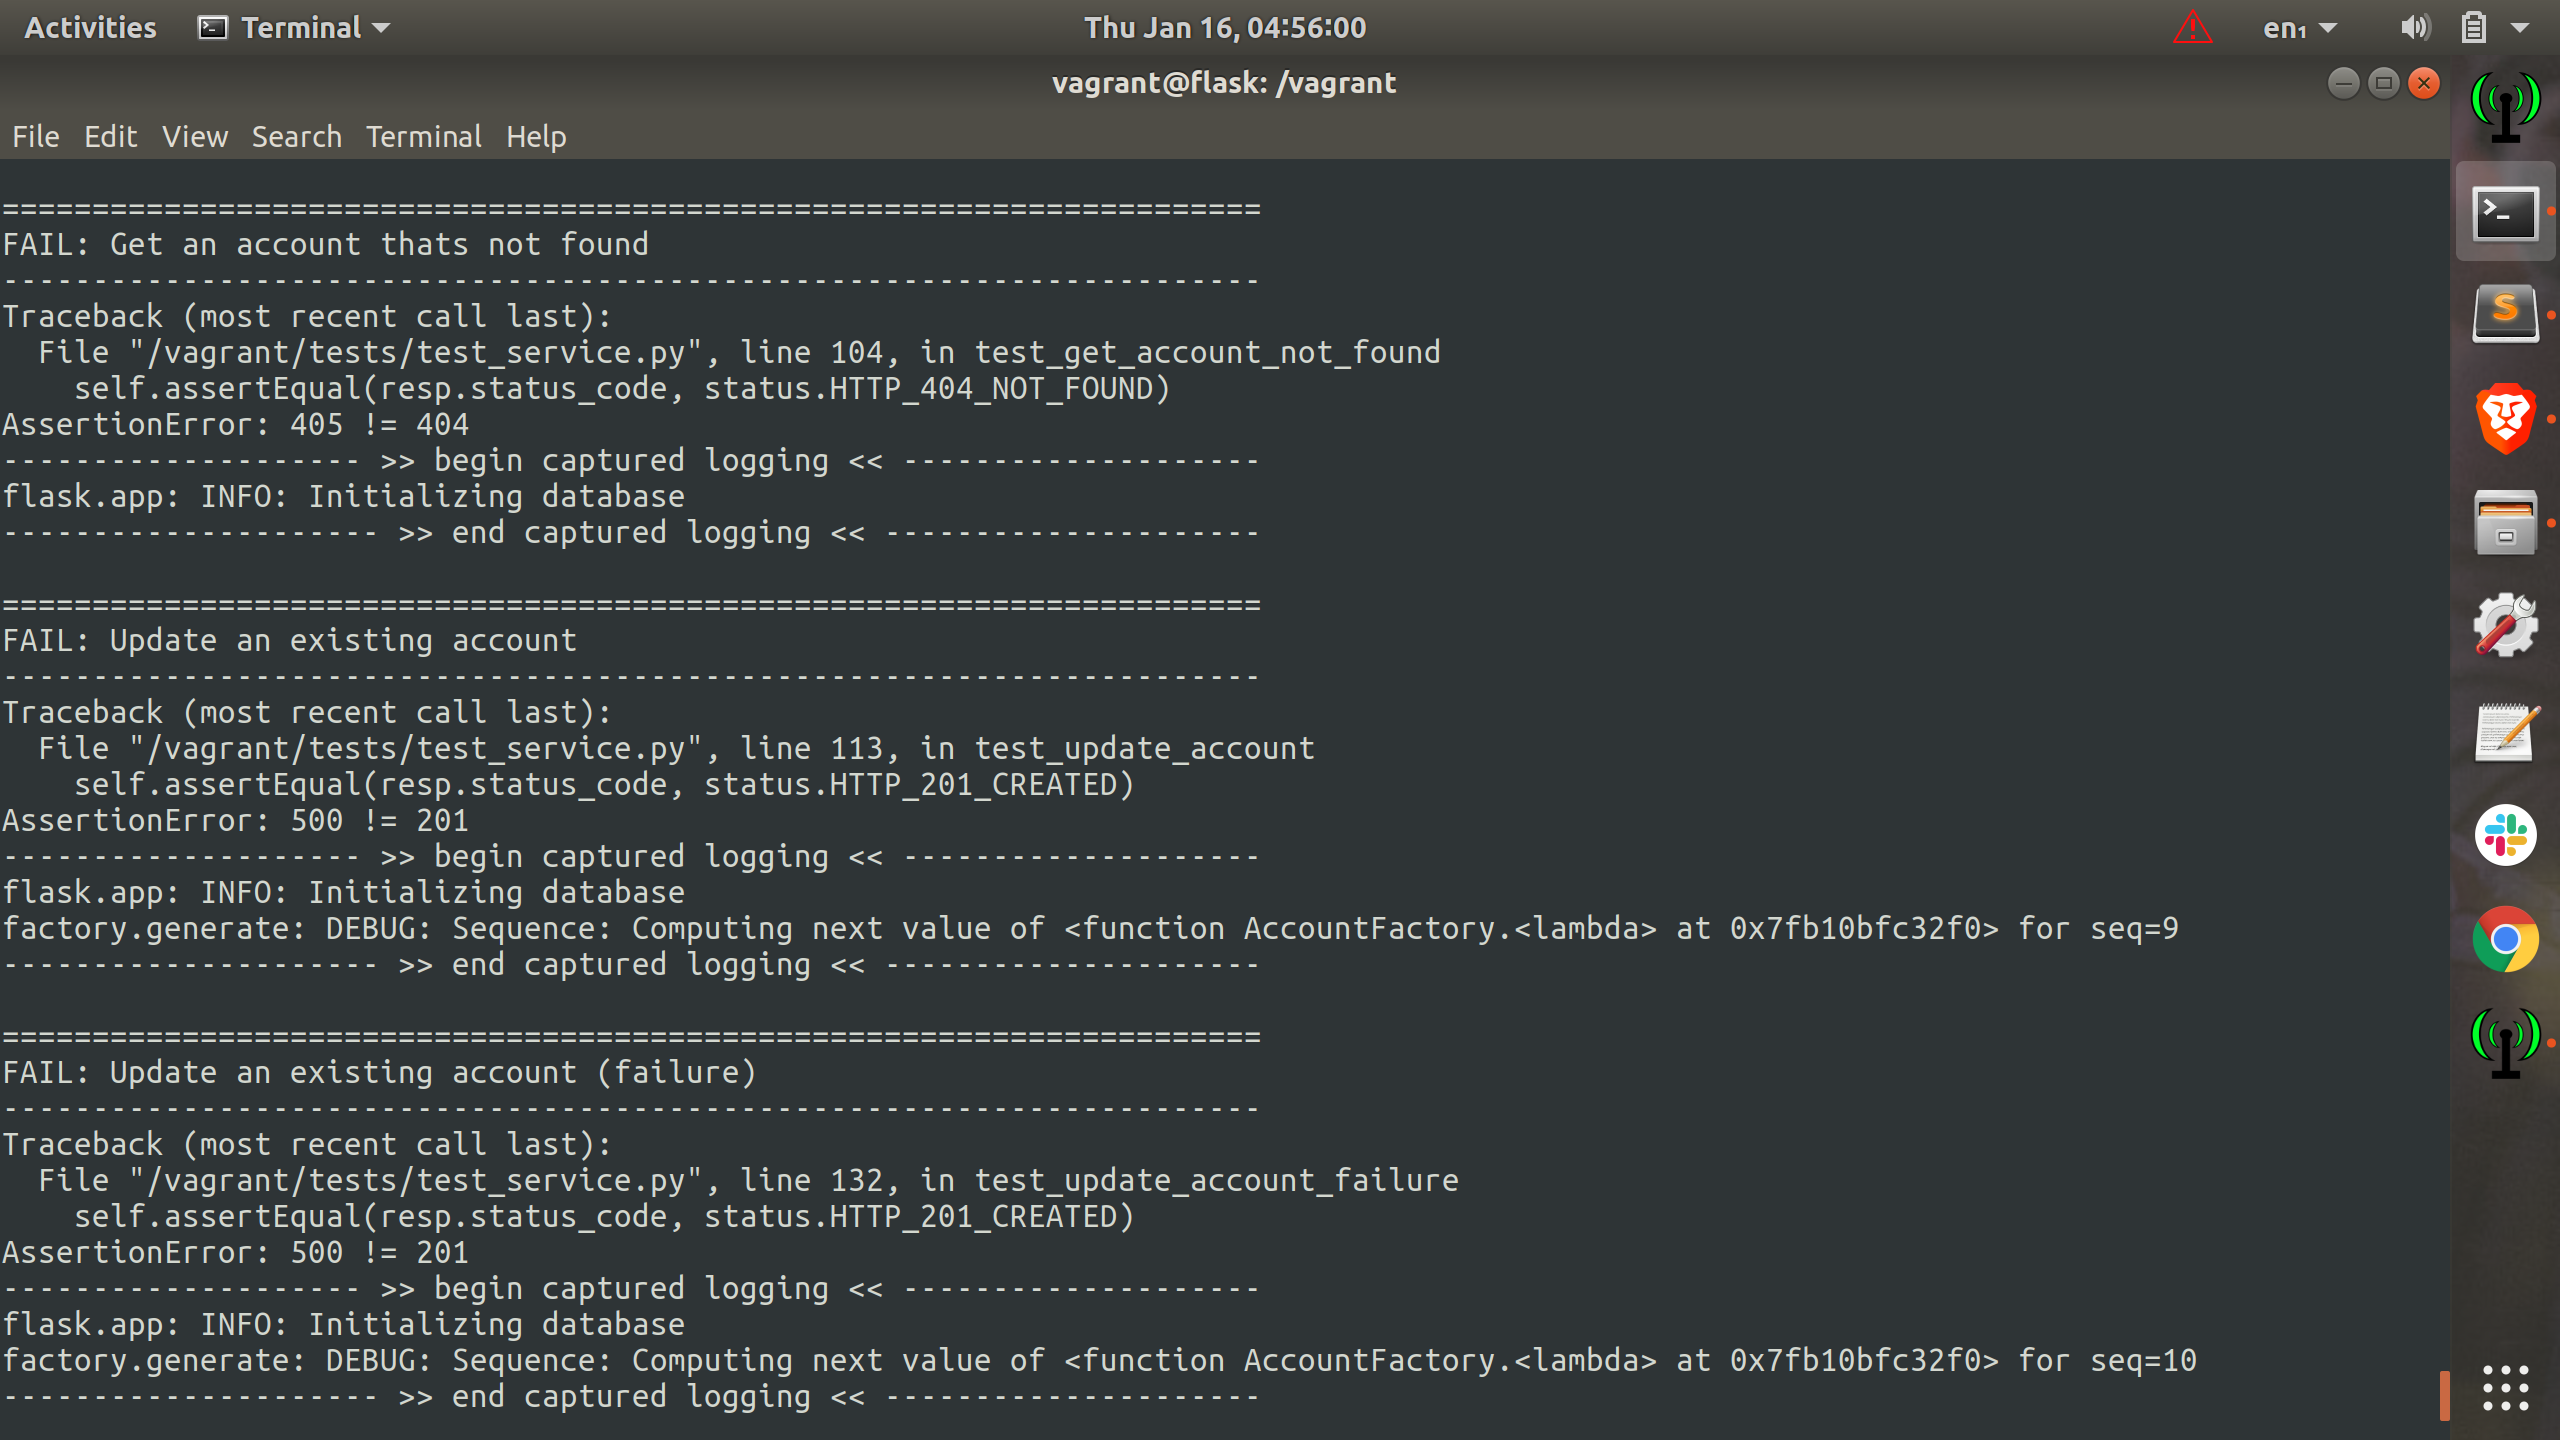 Activities Terminal Thu Jan 16, 04:56:00 en₁
vagrant@flask: /vagrant
File Edit View Search Terminal Help
======================================================================
FAIL: Get an account thats not found
----------------------------------------------------------------------
Traceback (most recent call last):
  File "/vagrant/tests/test_service.py", line 104, in test_get_account_not_found
    self.assertEqual(resp.status_code, status.HTTP_404_NOT_FOUND)
AssertionError: 405 != 404
-------------------- >> begin captured logging << --------------------
flask.app: INFO: Initializing database
--------------------- >> end captured logging << ---------------------
======================================================================
FAIL: Update an existing account
----------------------------------------------------------------------
Traceback (most recent call last):
  File "/vagrant/tests/test_service.py", line 113, in test_update_account
    self.assertEqual(resp.status_code, status.HTTP_201_CREATED)
AssertionError: 500 != 201
-------------------- >> begin captured logging << --------------------
flask.app: INFO: Initializing database
factory.generate: DEBUG: Sequence: Computing next value of <function AccountFactory.<lambda> at 0x7fb10bfc32f0> for seq=9
--------------------- >> end captured logging << ---------------------
======================================================================
FAIL: Update an existing account (failure)
----------------------------------------------------------------------
Traceback (most recent call last):
  File "/vagrant/tests/test_service.py", line 132, in test_update_account_failure
    self.assertEqual(resp.status_code, status.HTTP_201_CREATED)
AssertionError: 500 != 201
-------------------- >> begin captured logging << --------------------
flask.app: INFO: Initializing database
factory.generate: DEBUG: Sequence: Computing next value of <function AccountFactory.<lambda> at 0x7fb10bfc32f0> for seq=10
--------------------- >> end captured logging << ---------------------